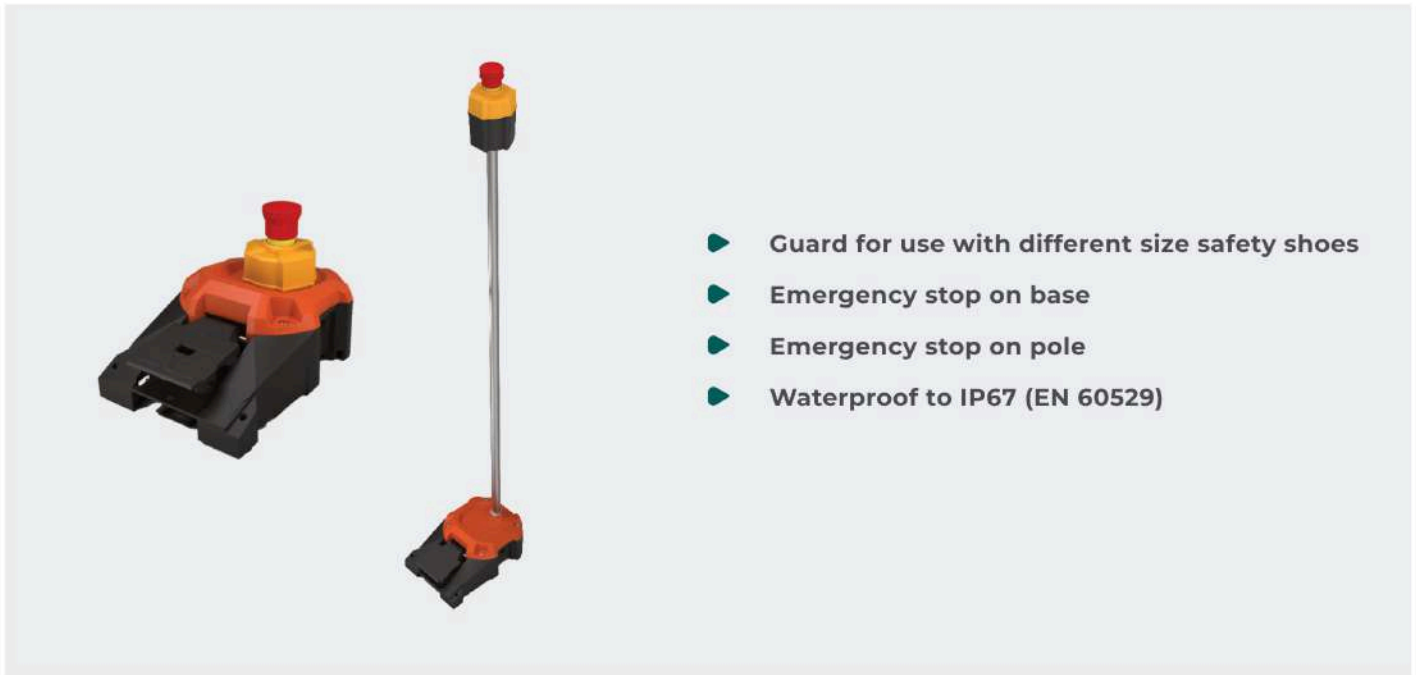 Guard for use with different size safety shoes
Emergency stop on base
Emergency stop on pole
Waterproof to IP67 (EN 60529)